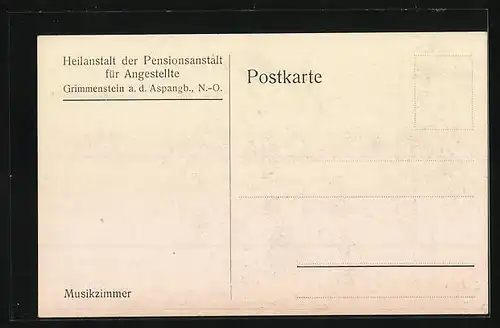 Heilanstalt der Pensionsanstalt
für Angestellte
Grimmenstein a. d. Aspangb., N.-O.
Postkarte
Musikzimmer